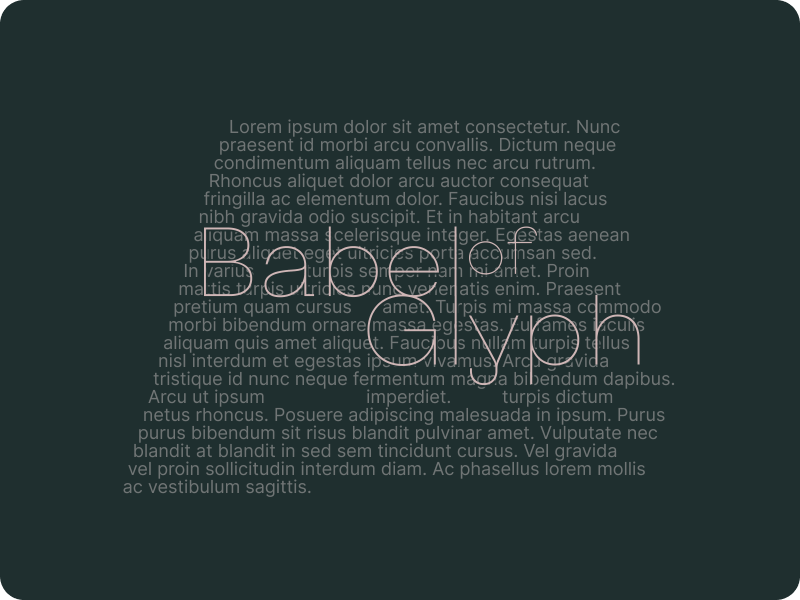 Lorem ipsum dolor sit amet consectetur. Nunc
praesent id morbi arcu convallis. Dictum neque
condimentum aliquam tellus nec arcu rutrum.
Rhoncus aliquet dolor arcu auctor consequat
fringilla ac elementum dolor. Faucibus nisi lacus
nibh gravida odio suscipit. Et in habitant arcu
aliquam massa scelerisque integer. Egestas aenean
purus aliquet eget ultricies porta accumsan sed.
In varius turpis semper nam mi amet. Proin
mattis turpis ultricies nunc venenatis enim. Praesent
pretium quam cursus amet. Turpis mi massa commodo
morbi bibendum ornare massa egestas. Ac fames iaculis
aliquam quis amet aliquet. Faucibus nullam turpis tellus
nisl interdum et egestas ipsum vivamus. Arcu gravida
tristique id nunc neque fermentum magna bibendum dapibus.
Arcu ut ipsum imperdiet. turpis dictum
netus rhoncus. Posuere adipiscing malesuada in ipsum. Purus
purus bibendum sit risus blandit pulvinar amet. Vulputate nec
blandit at blandit in sed sem tincidunt cursus. Vel gravida
vel proin sollicitudin interdum diam. Ac phasellus lorem mollis
ac vestibulum sagittis.
Babel of
Glyph